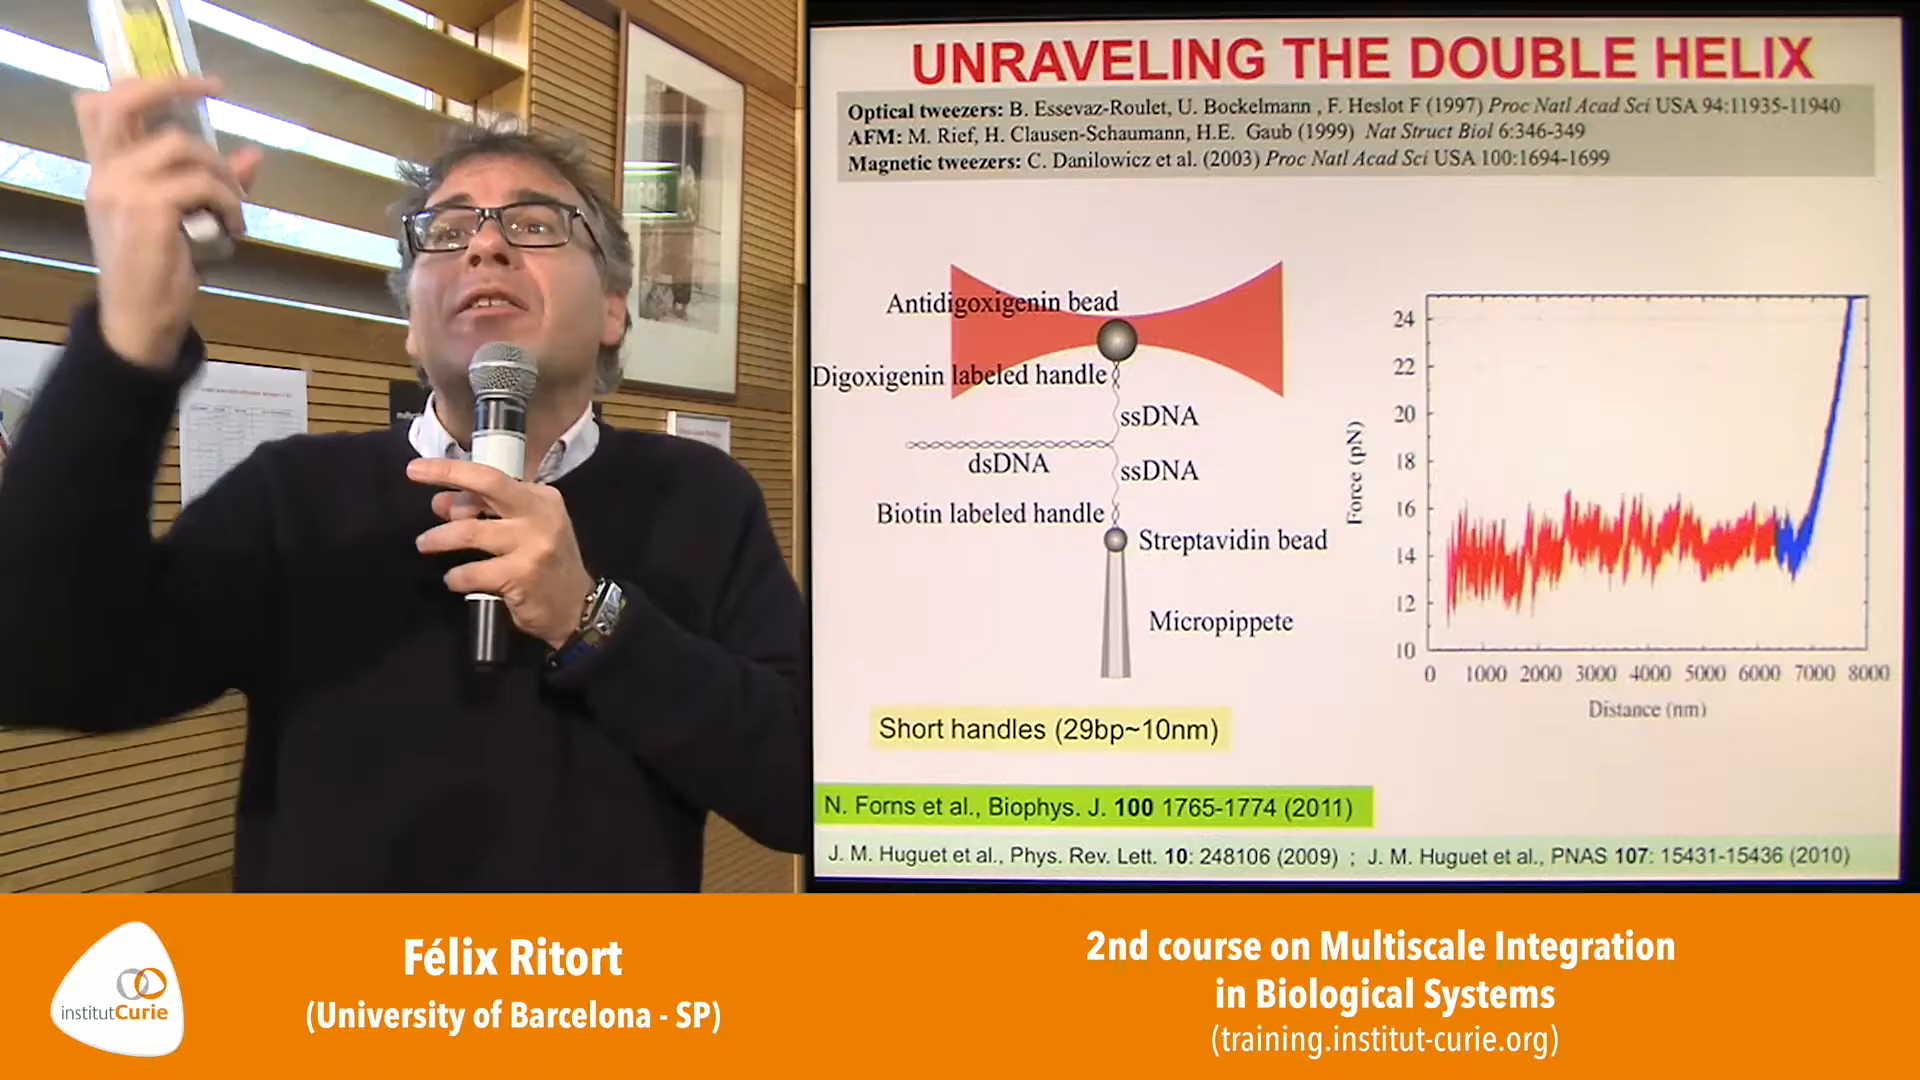 UNRAVELING THE DOUBLE HELIX
Optical tweezers: B. Essevaz-Roulet, U. Bockelmann , F. Heslot F (1997) Proc Natl Acad Sci USA 94:11935-11940
AFM: M. Rief, H. Clausen-Schaumann, H.E. Gaub (1999) Nat Struct Biol 6:346-349
Magnetic tweezers: C. Danilowicz et al. (2003) Proc Natl Acad Sci USA 100:1694-1699
Antidigoxigenin bead
Digoxigenin labeled handle
ssDNA
dsDNA
ssDNA
Biotin labeled handle
Streptavidin bead
Micropippete
Force (pN)
24
22
20
18
16
14
12
10
0 1000 2000 3000 4000 5000 6000 7000 8000
Distance (nm)
Short handles (29bp~10nm)
N. Forns et al., Biophys. J. 100 1765-1774 (2011)
J. M. Huguet et al., Phys. Rev. Lett. 10: 248106 (2009) ; J. M. Huguet et al., PNAS 107: 15431-15436 (2010)
institutCurie
Félix Ritort
(University of Barcelona - SP)
2nd course on Multiscale Integration
in Biological Systems
(training.institut-curie.org)